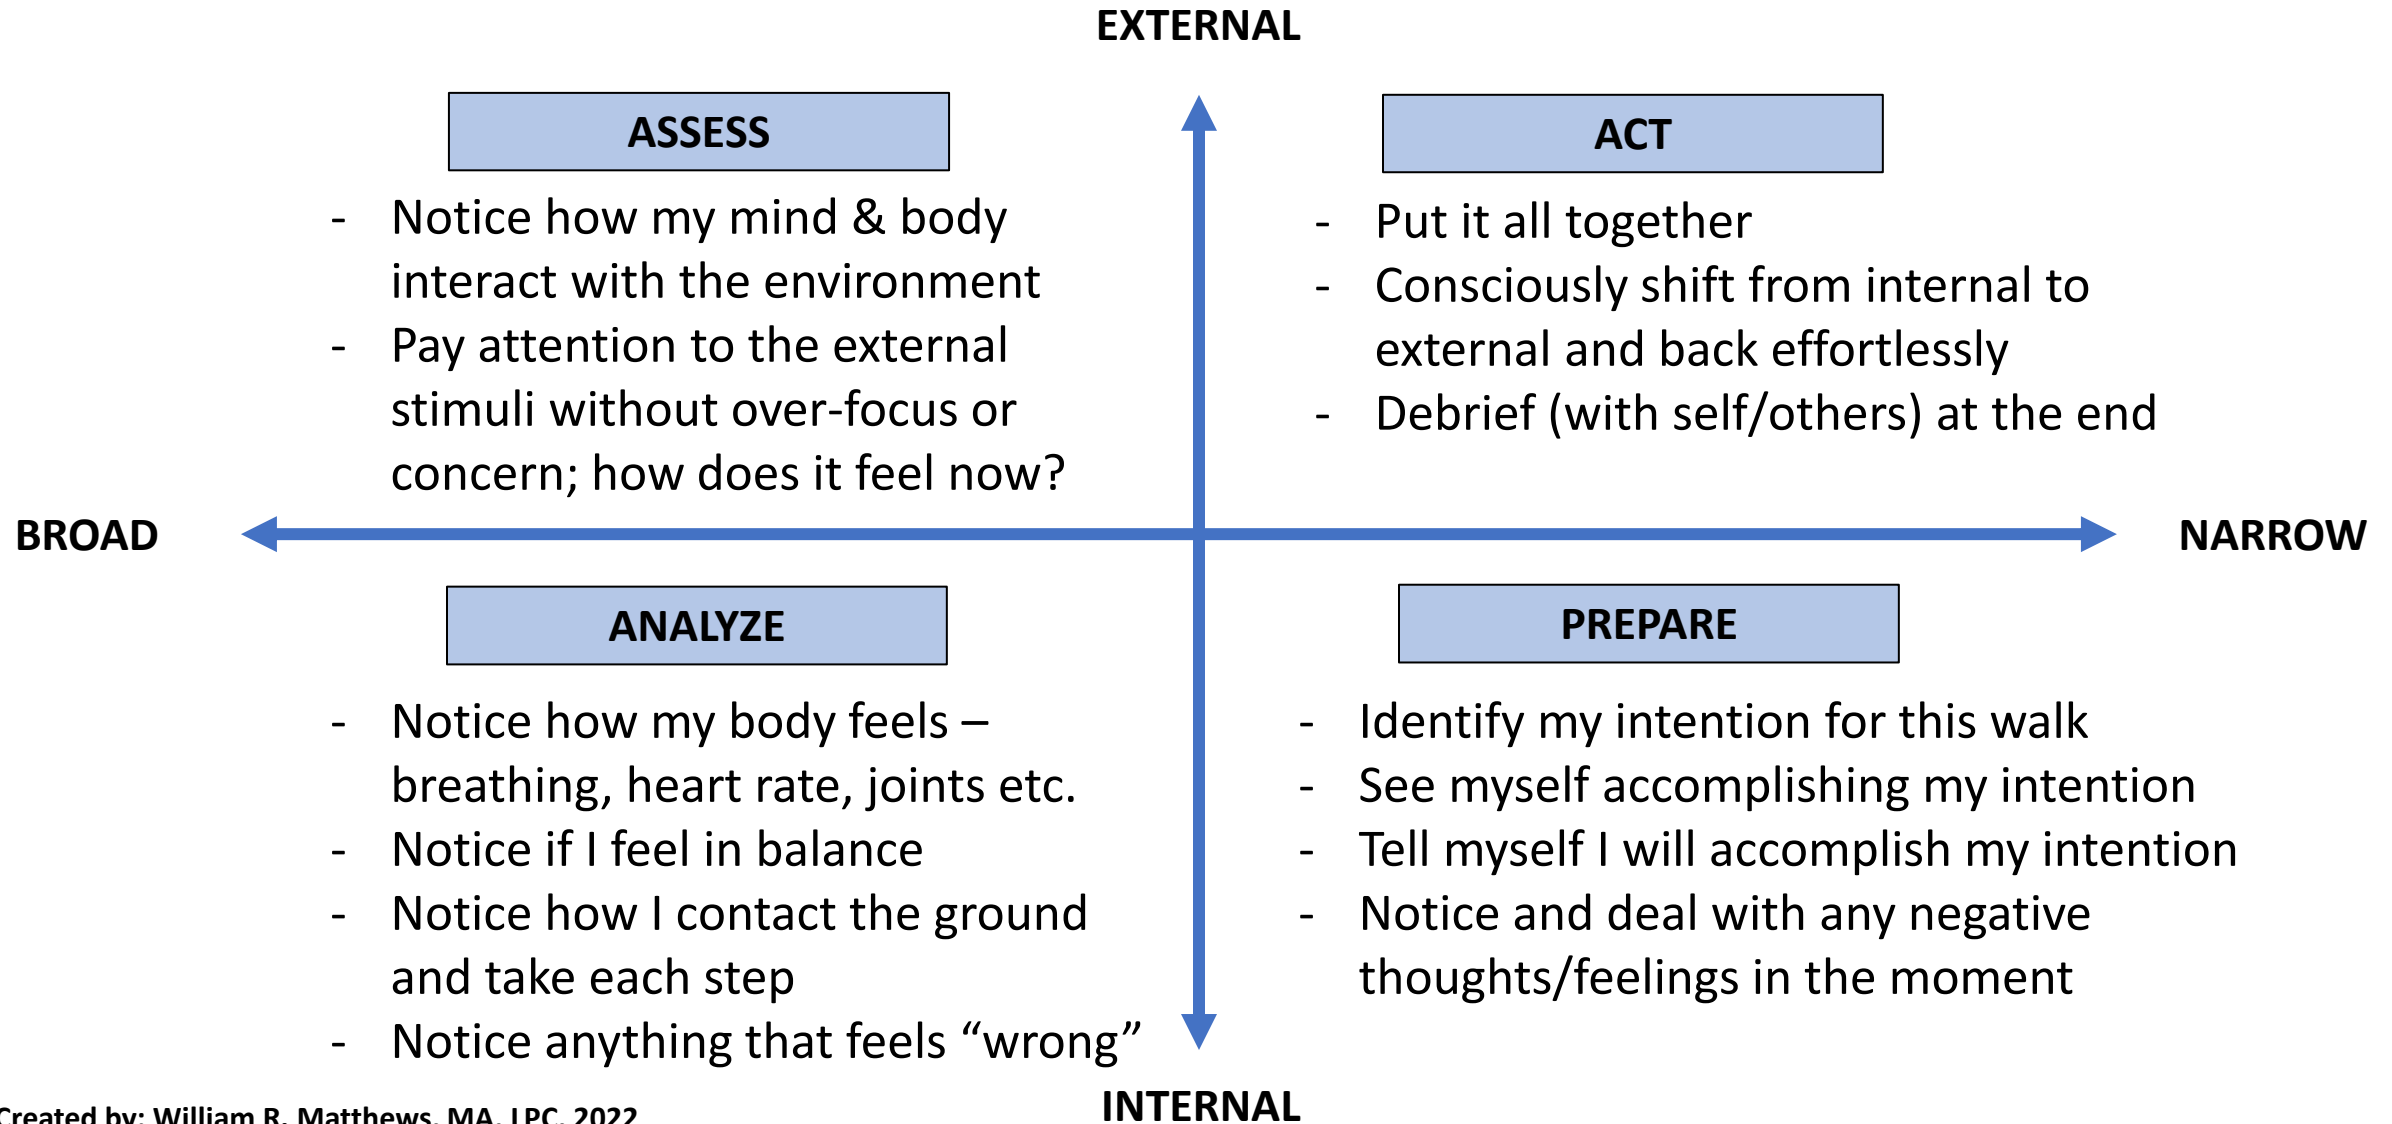 EXTERNAL
ASSESS
- Notice how my mind & body
interact with the environment
- Pay attention to the external
stimuli without over-focus or
concern; how does it feel now?
ACT
- Put it all together
- Consciously shift from internal to
external and back effortlessly
- Debrief (with self/others) at the end
BROAD
NARROW
ANALYZE
- Notice how my body feels –
breathing, heart rate, joints etc.
- Notice if I feel in balance
- Notice how I contact the ground
and take each step
- Notice anything that feels “wrong”
PREPARE
- Identify my intention for this walk
- See myself accomplishing my intention
- Tell myself I will accomplish my intention
- Notice and deal with any negative
thoughts/feelings in the moment
INTERNAL
Created by: William R. Matthews, MA, LPC, 2022